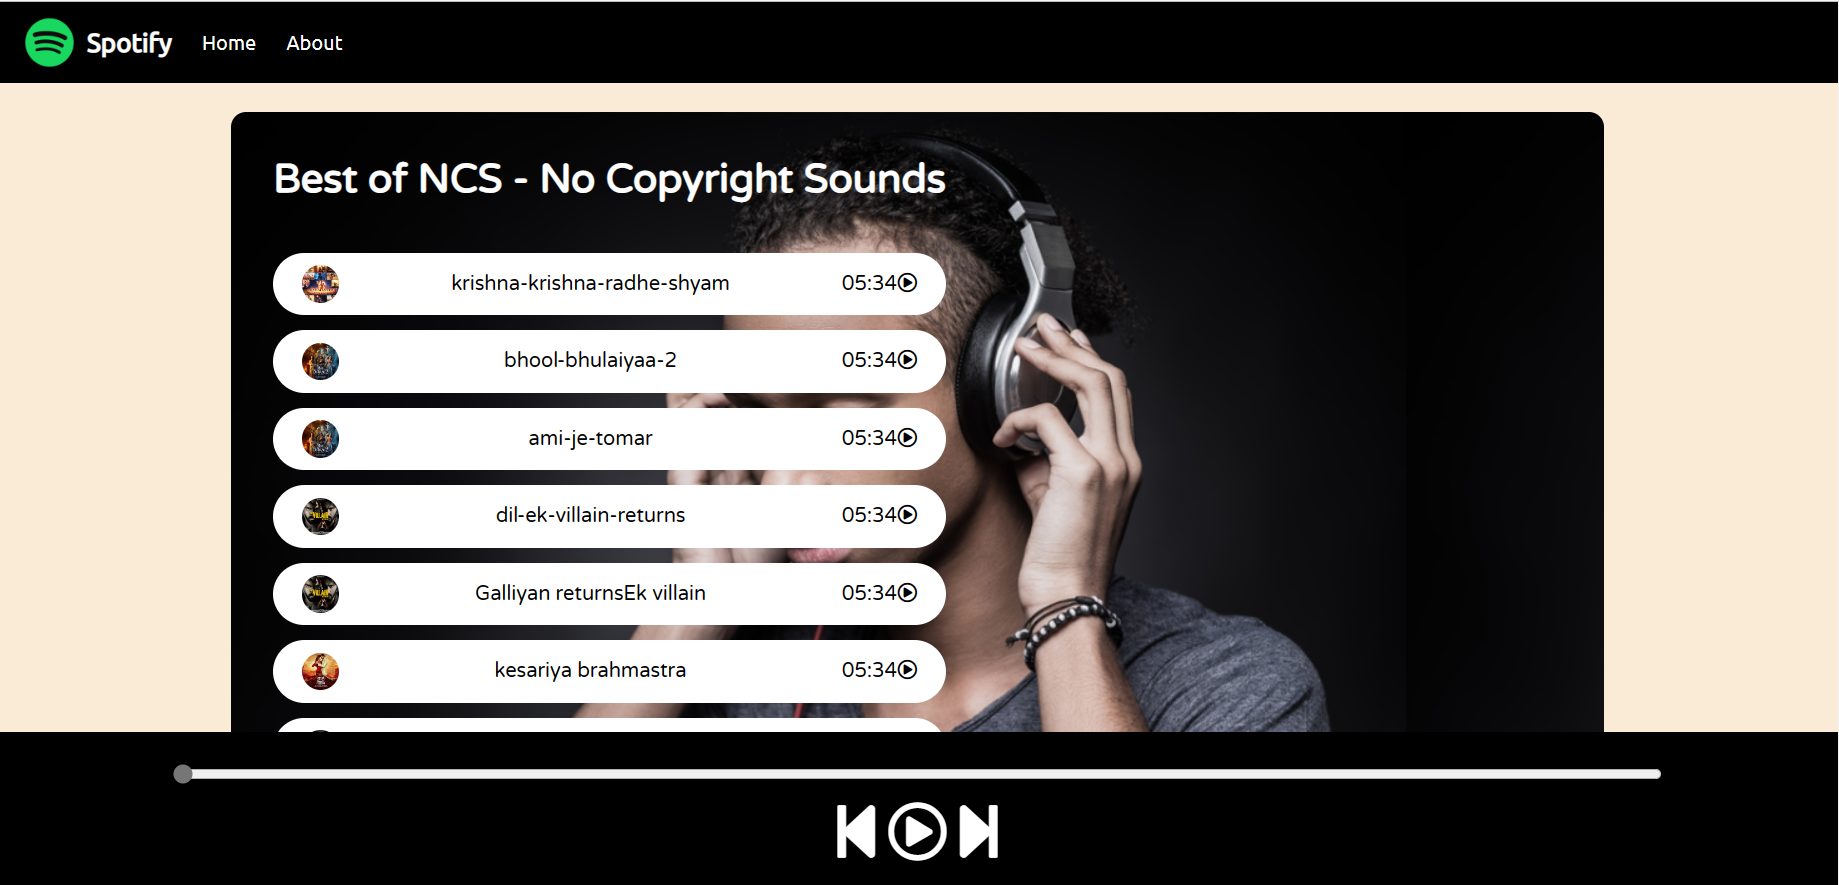 Spotify Home About
Best of NCS - No Copyright Sounds
krishna-krishna-radhe-shyam 05:34
bhool-bhulaiyaa-2 05:34
ami-je-tomar 05:34
dil-ek-villain-returns 05:34
Galliyan returnsEk villain 05:34
kesariya brahmastra 05:34